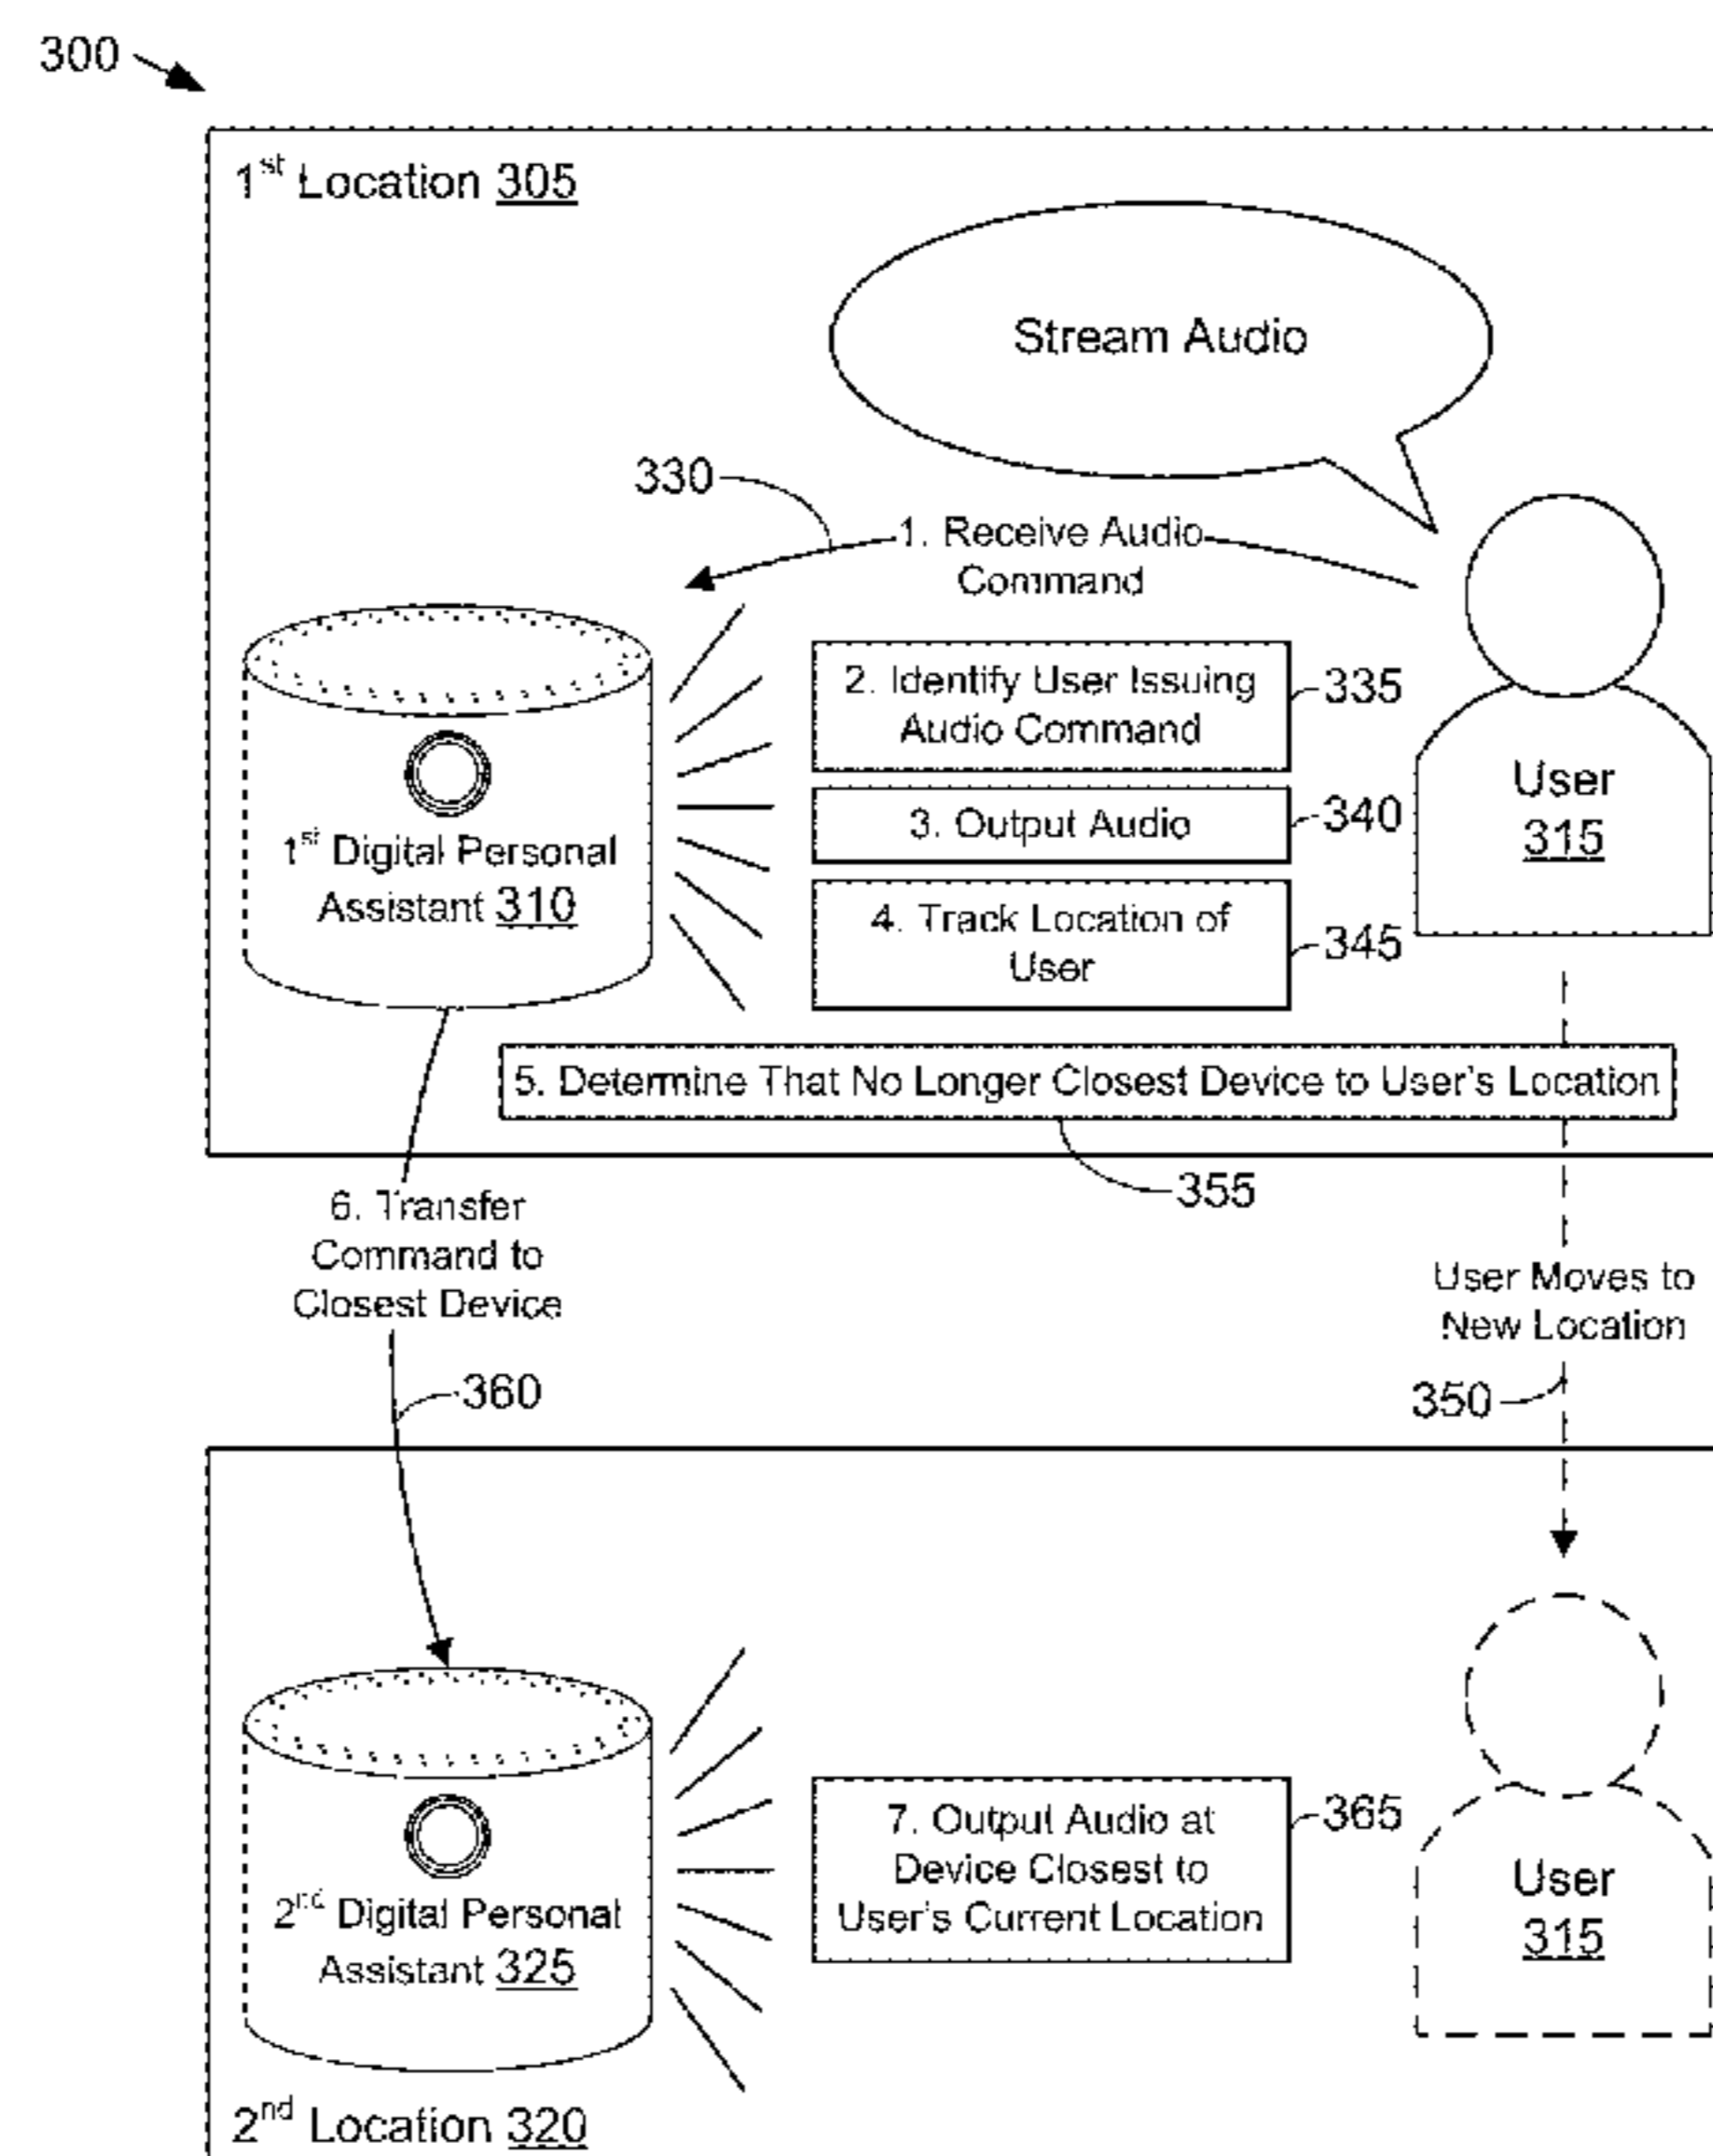 300
1st Location 305
Stream Audio
330
1. Receive Audio
Command
2. Identify User Issuing
Audio Command
335
User
315
3. Output Audio
340
1st Digital Personal
Assistant 310
4. Track Location of
User
345
5. Determine That No Longer Closest Device to User's Location
355
6. Transfer
Command to
Closest Device
User Moves to
New Location
360
350
7. Output Audio at
Device Closest to
User's Current Location
365
User
315
2nd Digital Personal
Assistant 325
2nd Location 320